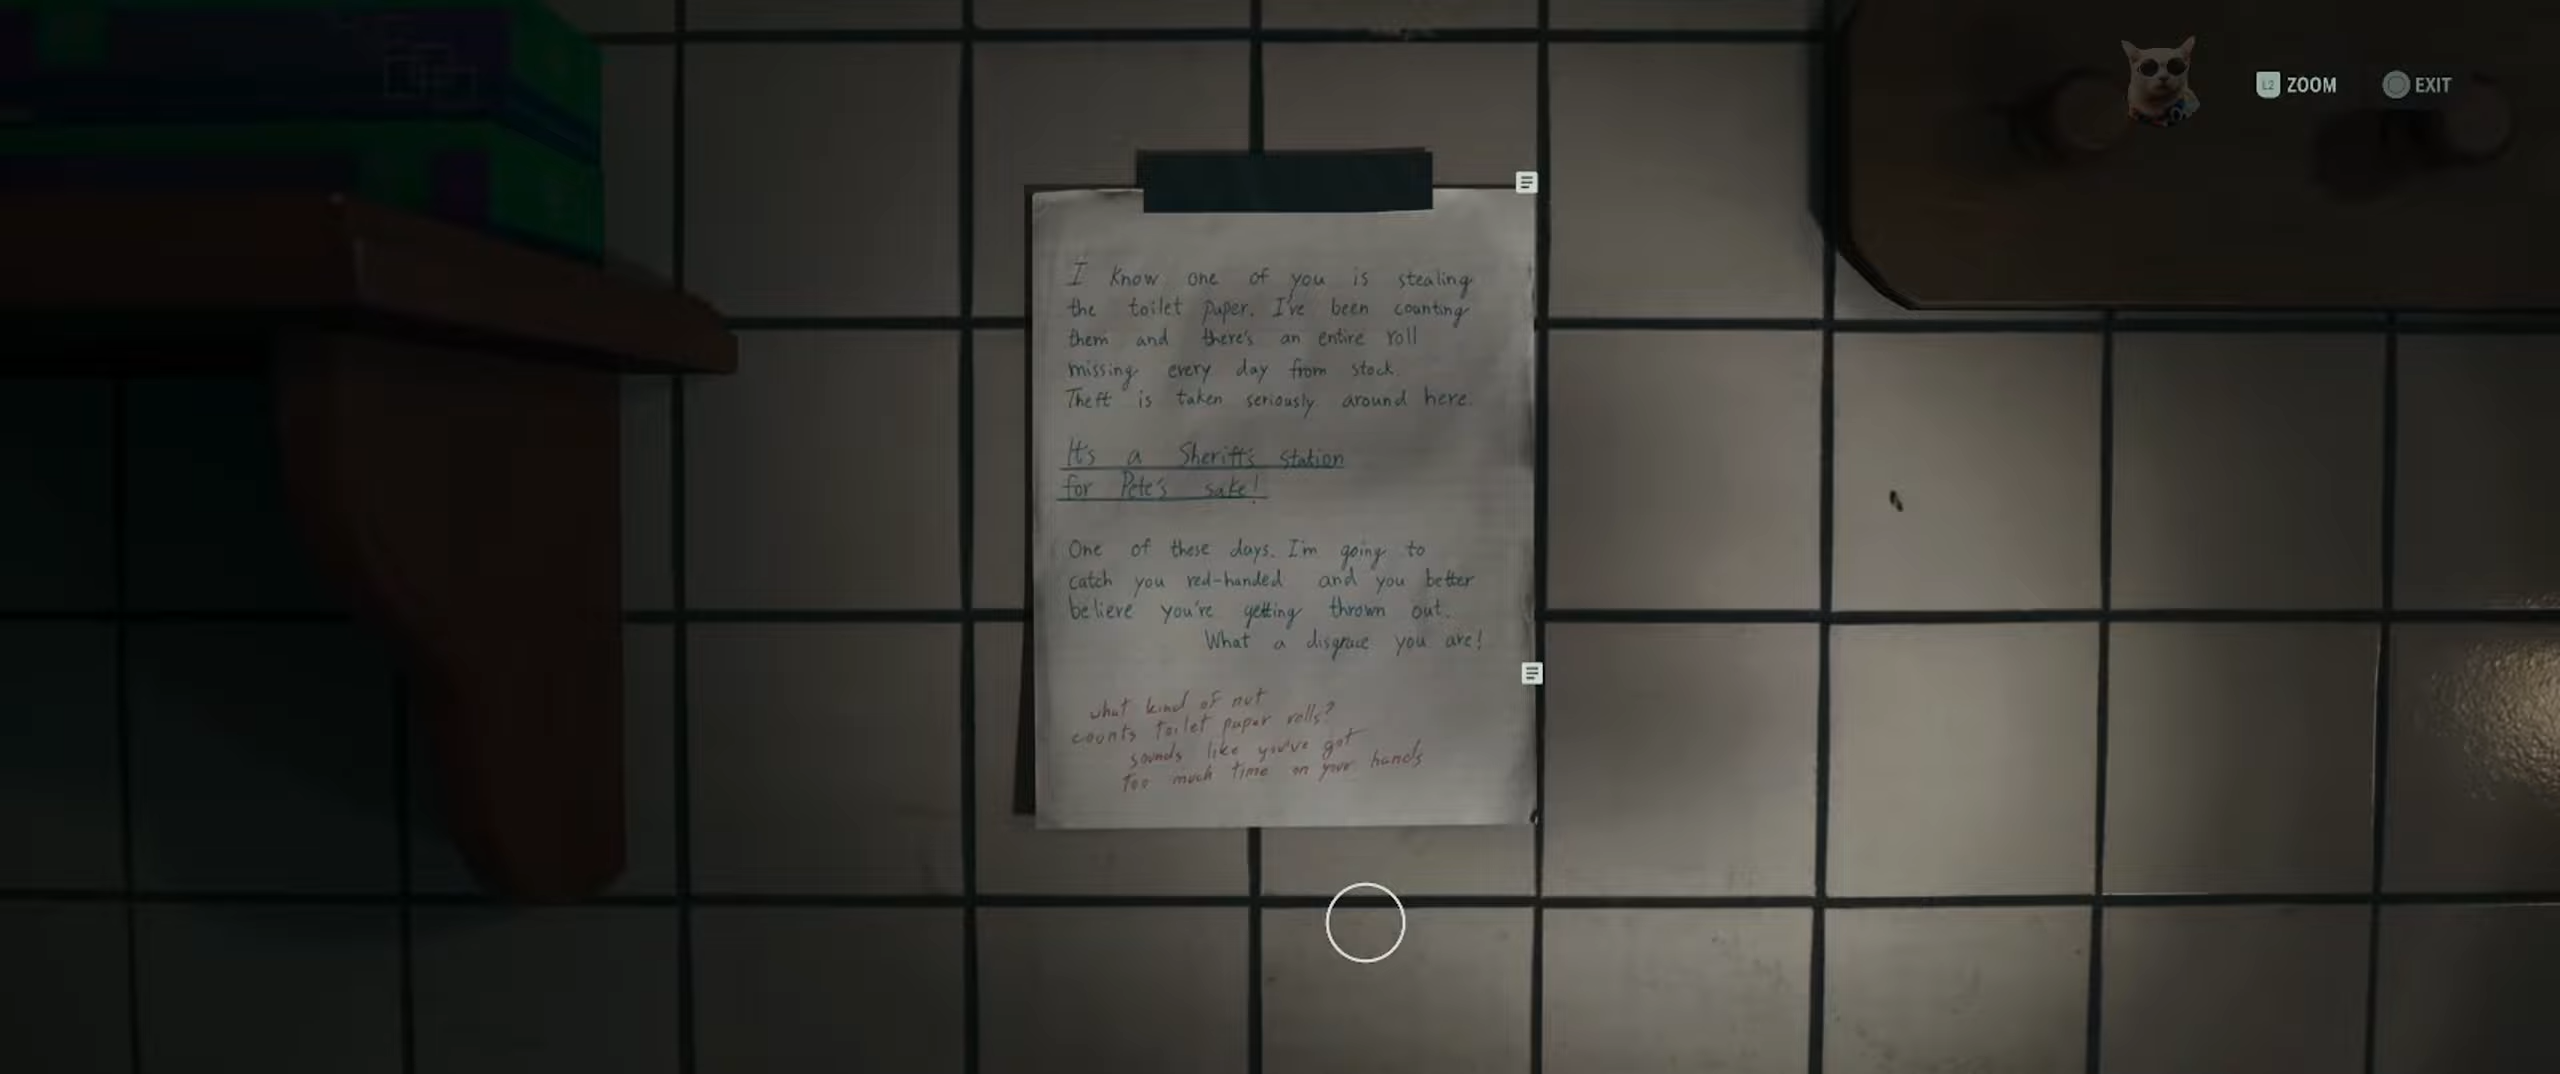 L2 ZOOM EXIT
I know one of you is stealing
the toilet paper. I've been counting
them and there's an entire roll
missing every day from stock.
Theft is taken seriously around here.
It's a Sheriff's station
for Pete's sake!
One of these days. I'm going to
catch you red-handed and you better
believe you're getting thrown out.
What a disgrace you are!
what kind of nut
counts toilet paper rolls?
sounds like you've got
too much time on your hands